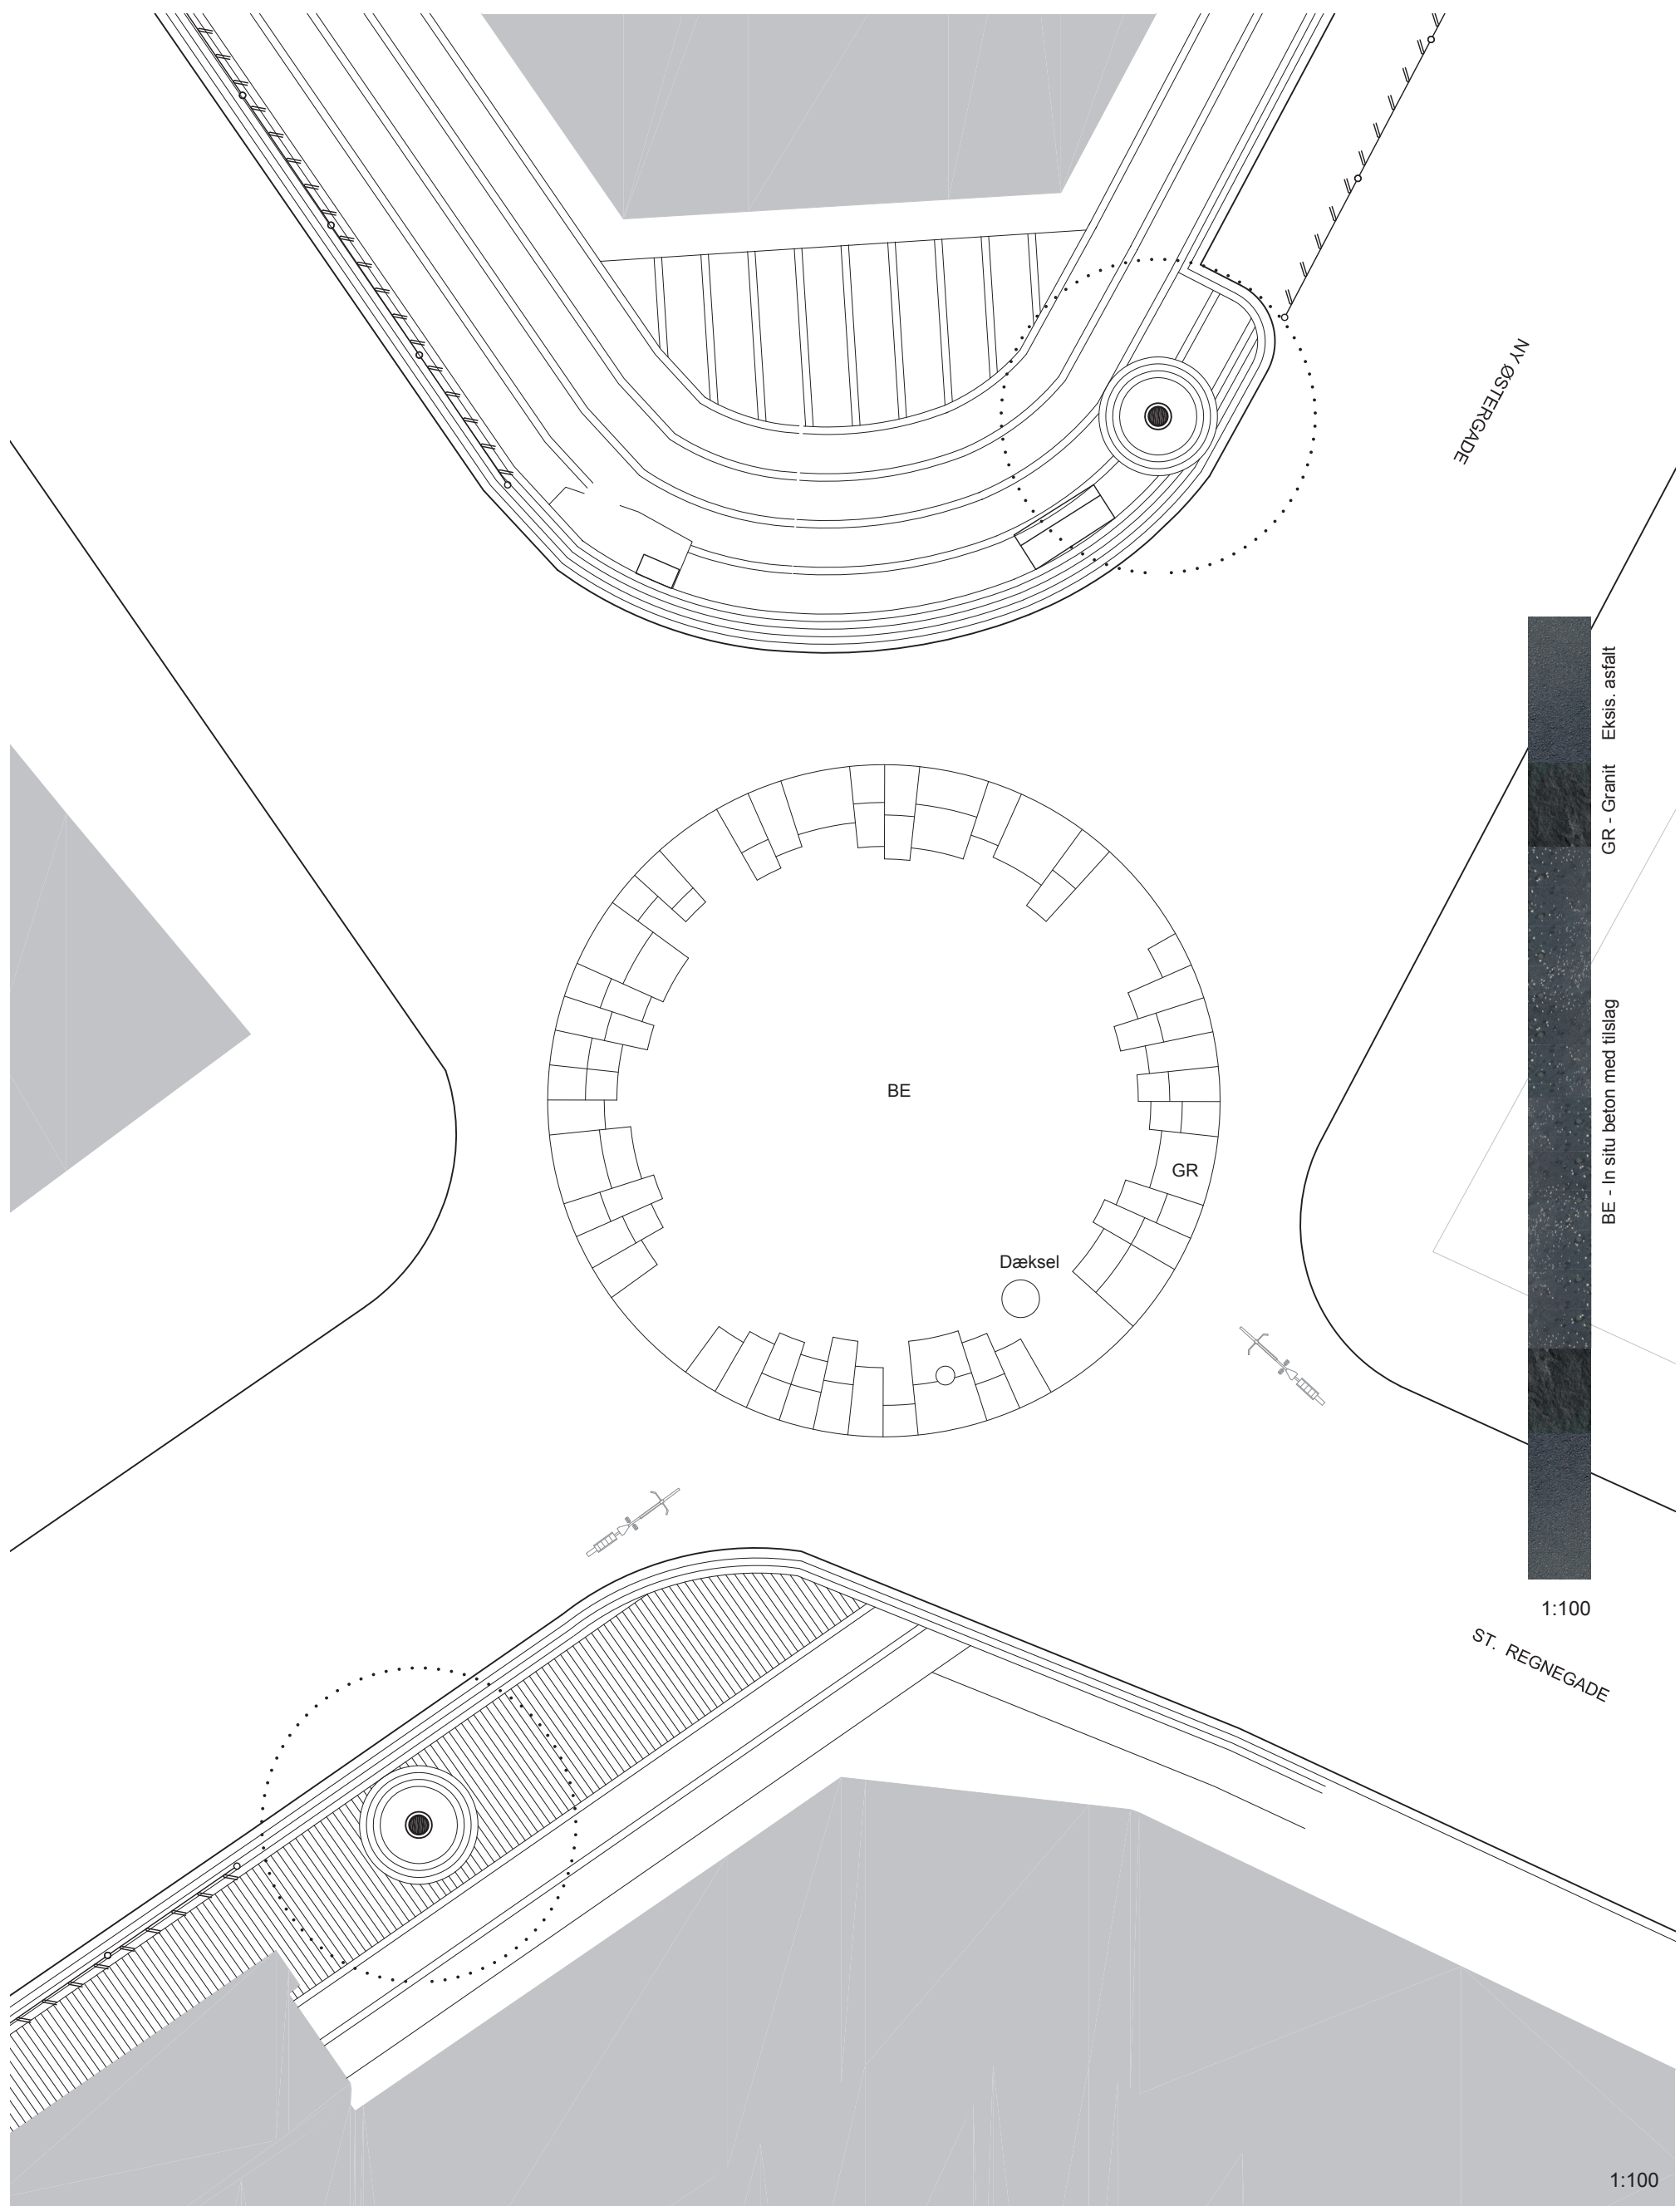 NY ØSTERGADE
Eksis. asfalt
GR - Granit
BE - In situ beton med tilslag
BE
GR
Dæksel
1:100
ST. REGNEGADE
1:100